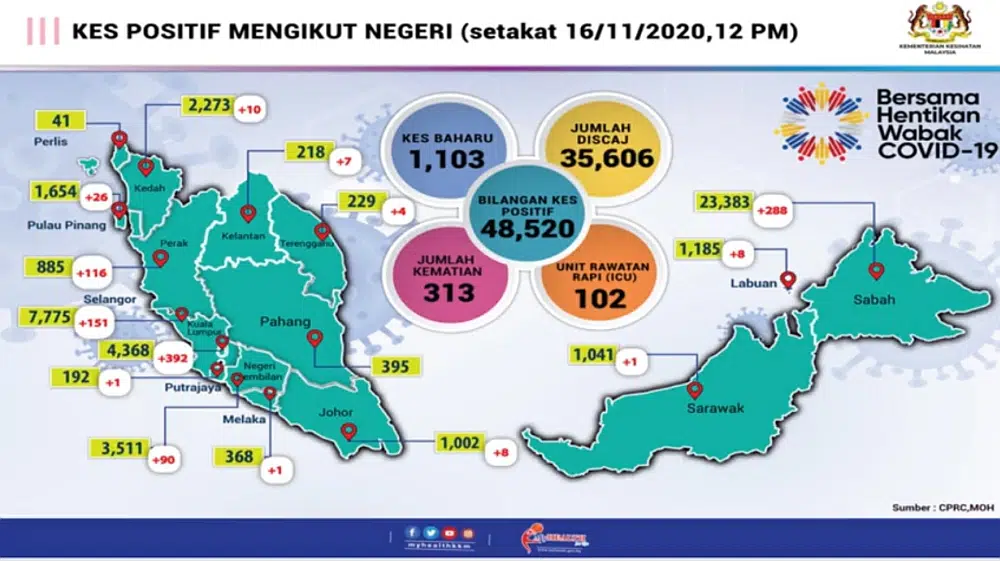 KES POSITIF MENGIKUT NEGERI (setakat 16/11/2020,12 PM)
KEMENTERIAN KESIHATAN
MALAYSIA
Bersama
Hentikan
Wabak
COVID-19
KES BAHARU
1,103
JUMLAH
DISCAJ
35,606
BILANGAN KES
POSITIF
48,520
JUMLAH
KEMATIAN
313
UNIT RAWATAN
RAPI (ICU)
102
41
Perlis
2,273
+10
Kedah
1,654
+26
Pulau Pinang
218
+7
Kelantan
229
+4
Terengganu
Perak
885
+116
Selangor
7,775
+151
Kuala
Lumpur
4,368
+392
192
+1
Putrajaya
Pahang
395
Negeri
Sembilan
3,511
+90
Melaka
368
+1
Johor
1,002
+8
23,383
+288
Sabah
1,185
+8
Labuan
1,041
+1
Sarawak
Sumber : CPRC,MOH
myhealthkkm
MyHEALTH